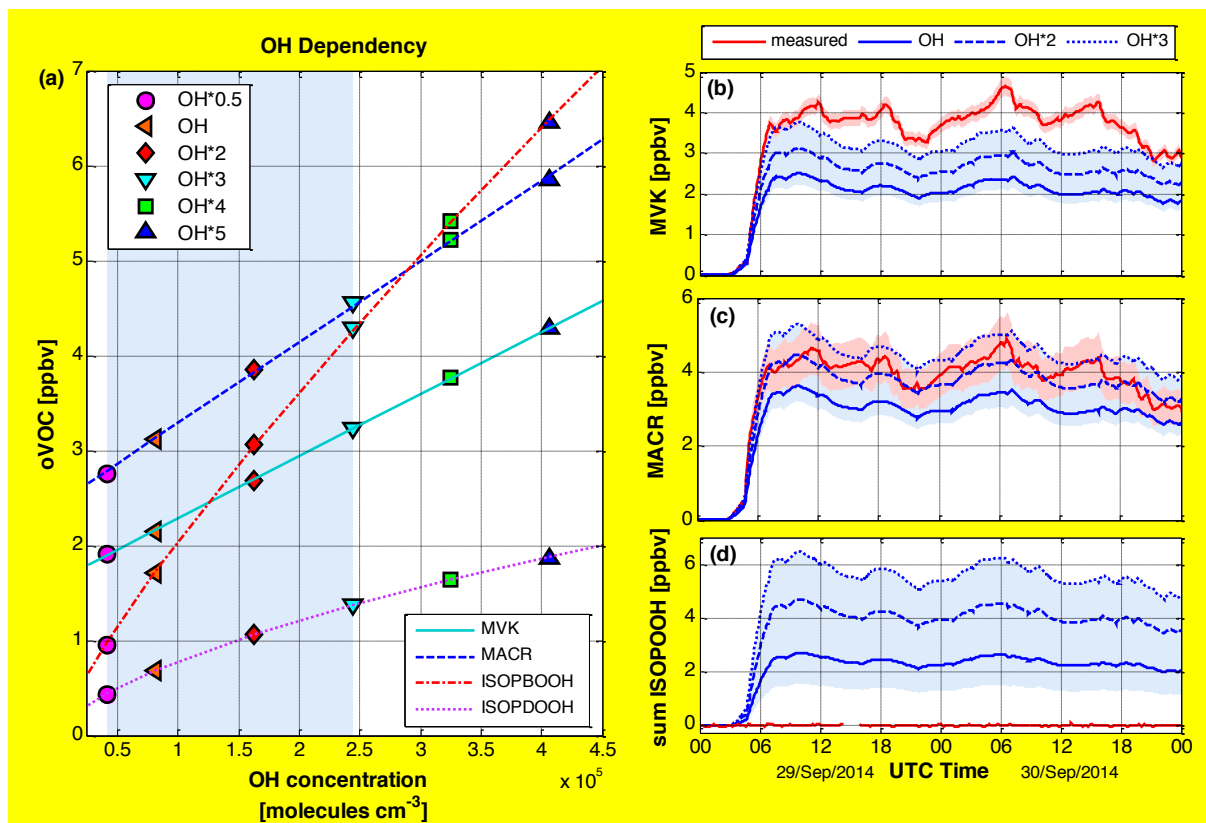 OH Dependency
(a)
7
6
5
4
3
2
1
0
oVOC [ppbv]
OH*0.5
OH
OH*2
OH*3
OH*4
OH*5
MVK
MACR
ISOPBOOH
ISOPDOOH
0.5 1 1.5 2 2.5 3 3.5 4 4.5
x 10^5
OH concentration
[molecules cm^-3]
measured OH OH*2 OH*3
(b)
5
4
3
2
1
0
MVK [ppbv]
(c)
6
4
2
0
MACR [ppbv]
(d)
6
4
2
0
sum ISOPOOH [ppbv]
00 06 12 18 00 06 12 18 00
29/Sep/2014 UTC Time 30/Sep/2014